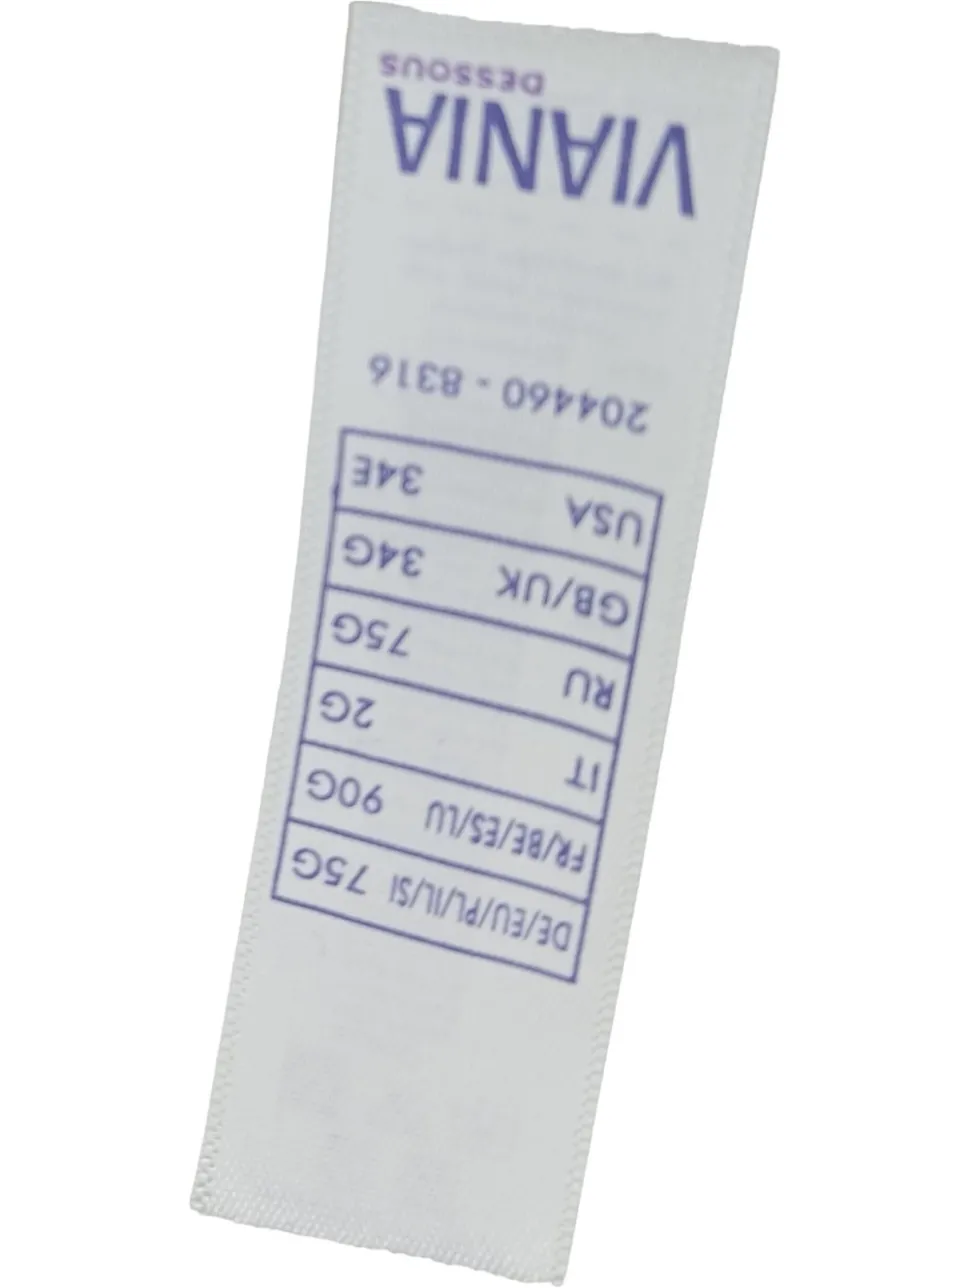 DE/EU/PL/IL/SI 75G
FR/BE/ES/LU 90G
IT 2G
RU 75G
GB/UK 34G
USA 34E
204460 - 8316
VIANIA
DESSOUS